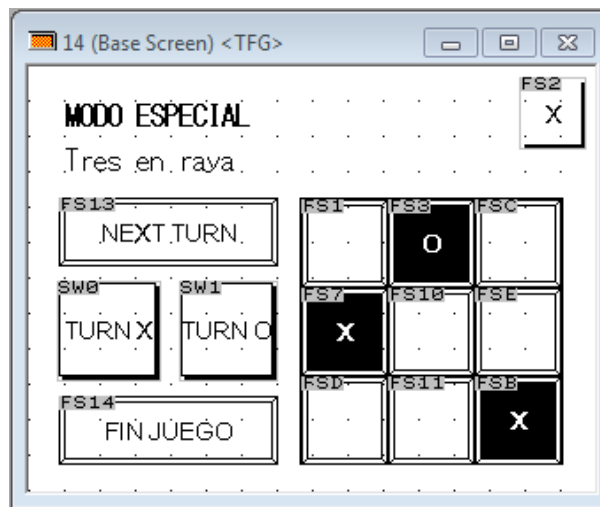 14 (Base Screen) <TFG>
FS2
X
MODO ESPECIAL
Tres en raya
FS13
NEXT TURN
FS1 FS3 FSC
O
SW0 SW1
TURN X TURN O
FS7 FS10 FSE
X
FS14
FIN JUEGO
FSD FS11 FSB
X